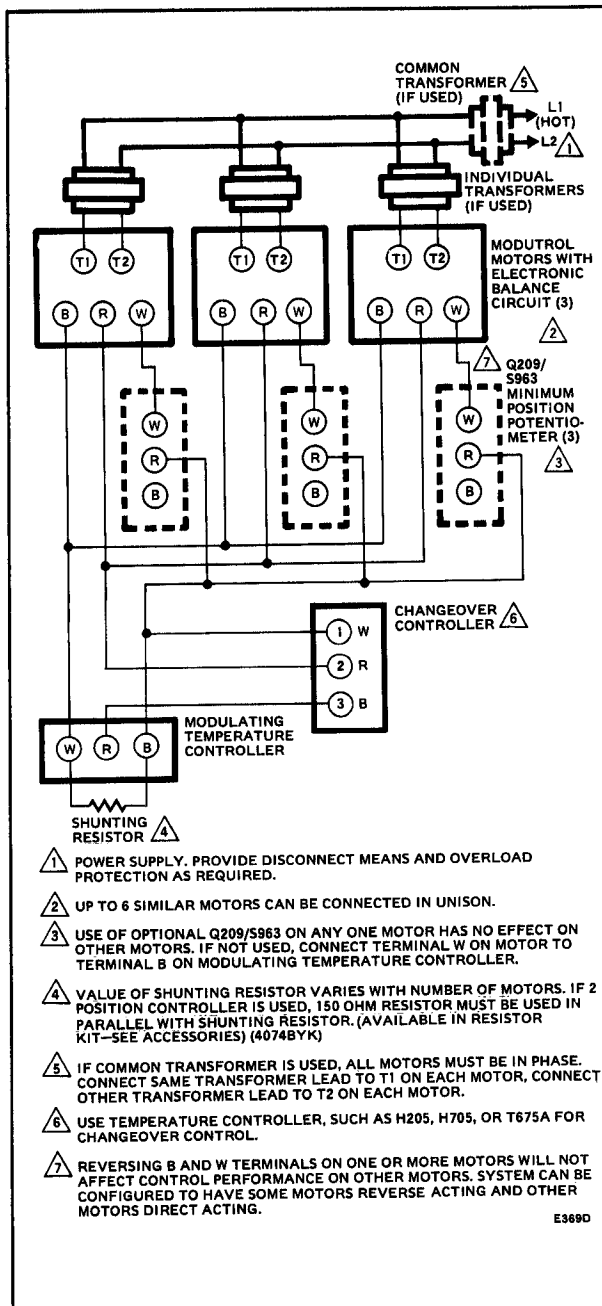 COMMON
TRANSFORMER 5
(IF USED)
L1
(HOT)
L2 1
INDIVIDUAL
TRANSFORMERS
(IF USED)
T1 T2
T1 T2
T1 T2
MODUTROL
MOTORS WITH
ELECTRONIC
BALANCE
CIRCUIT (3)
2
B R W
B R W
B R W
7 Q209/
S963
MINIMUM
POSITION
POTENTIO-
METER (3)
3
W
R
B
W
R
B
W
R
B
CHANGEOVER
CONTROLLER 6
1 W
2 R
3 B
MODULATING
TEMPERATURE
CONTROLLER
W R B
SHUNTING
RESISTOR 4
1 POWER SUPPLY. PROVIDE DISCONNECT MEANS AND OVERLOAD
PROTECTION AS REQUIRED.
2 UP TO 6 SIMILAR MOTORS CAN BE CONNECTED IN UNISON.
3 USE OF OPTIONAL Q209/S963 ON ANY ONE MOTOR HAS NO EFFECT ON
OTHER MOTORS. IF NOT USED, CONNECT TERMINAL W ON MOTOR TO
TERMINAL B ON MODULATING TEMPERATURE CONTROLLER.
4 VALUE OF SHUNTING RESISTOR VARIES WITH NUMBER OF MOTORS. IF 2
POSITION CONTROLLER IS USED, 150 OHM RESISTOR MUST BE USED IN
PARALLEL WITH SHUNTING RESISTOR. (AVAILABLE IN RESISTOR
KIT—SEE ACCESSORIES) (4074BYK)
5 IF COMMON TRANSFORMER IS USED, ALL MOTORS MUST BE IN PHASE.
CONNECT SAME TRANSFORMER LEAD TO T1 ON EACH MOTOR, CONNECT
OTHER TRANSFORMER LEAD TO T2 ON EACH MOTOR.
6 USE TEMPERATURE CONTROLLER, SUCH AS H205, H705, OR T675A FOR
CHANGEOVER CONTROL.
7 REVERSING B AND W TERMINALS ON ONE OR MORE MOTORS WILL NOT
AFFECT CONTROL PERFORMANCE ON OTHER MOTORS. SYSTEM CAN BE
CONFIGURED TO HAVE SOME MOTORS REVERSE ACTING AND OTHER
MOTORS DIRECT ACTING.
E369D